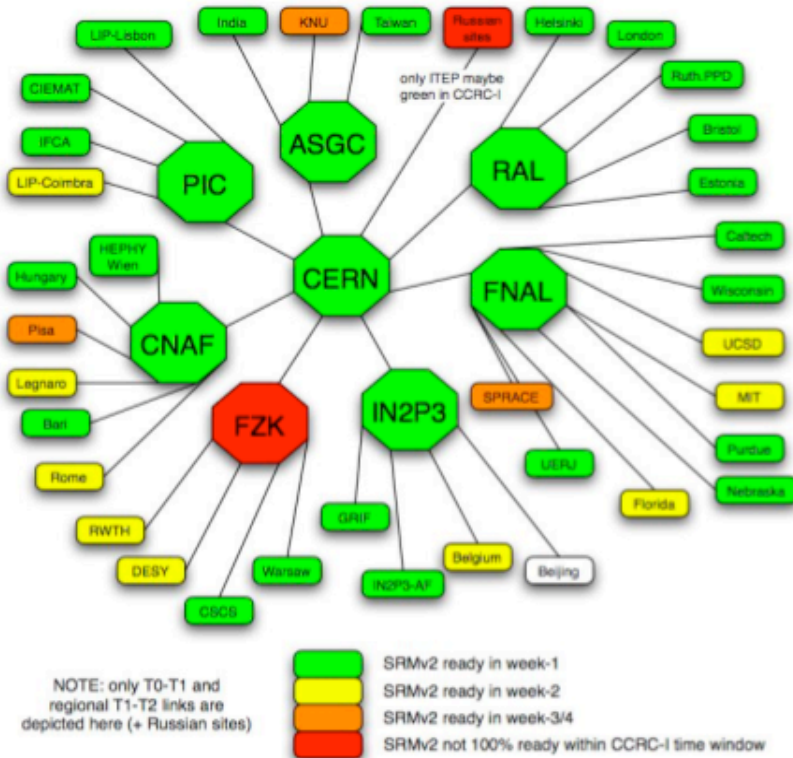 LIP-Lisbon
India
KNU
Taiwan
Russian
sites
Helsinki
London
CIEMAT
only ITEP maybe
green in CCRC-I
Ruth.PPD
IFCA
ASGC
RAL
Bristol
LIP-Coimbra
PIC
Estonia
HEPHY
Wien
Caltech
Hungary
CERN
FNAL
Wisconsin
Pisa
CNAF
UCSD
Legnaro
SPRACE
MIT
Bari
FZK
IN2P3
Purdue
Rome
UERJ
Nebraska
GRIF
Florida
RWTH
DESY
Warsaw
Belgium
Beijing
CSCS
IN2P3-AF
NOTE: only T0-T1 and
regional T1-T2 links are
depicted here (+ Russian sites)
SRMv2 ready in week-1
SRMv2 ready in week-2
SRMv2 ready in week-3/4
SRMv2 not 100% ready within CCRC-I time window